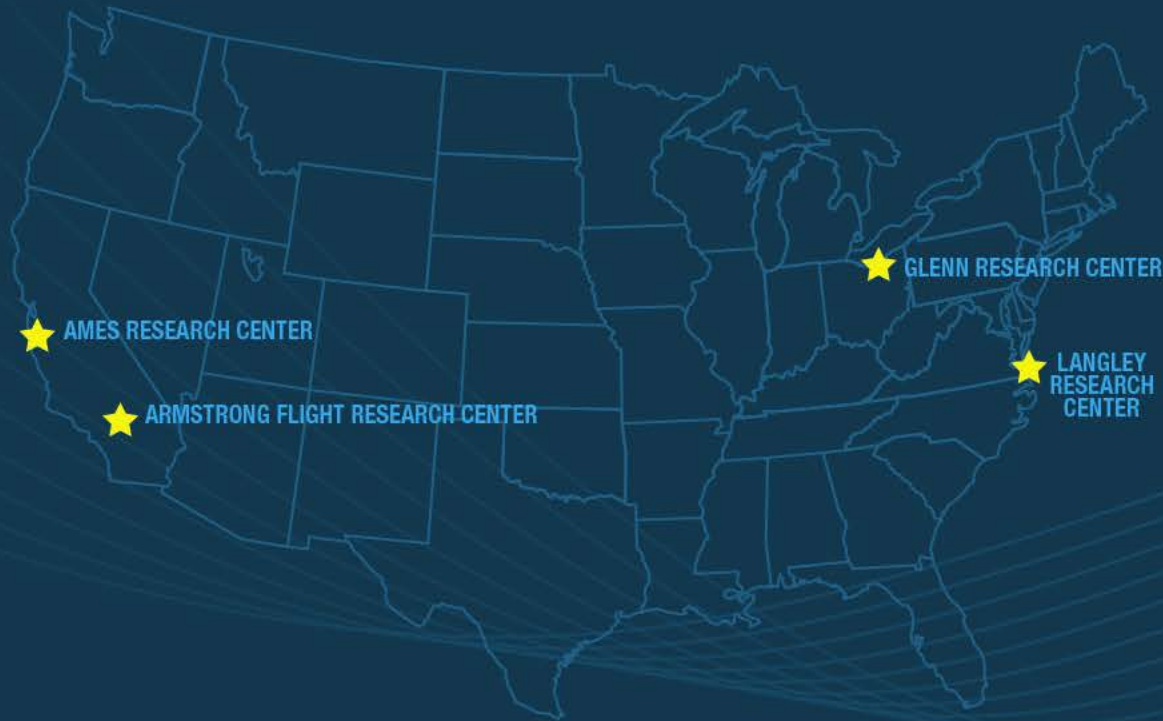 GLENN RESEARCH CENTER
AMES RESEARCH CENTER
LANGLEY
RESEARCH
CENTER
ARMSTRONG FLIGHT RESEARCH CENTER